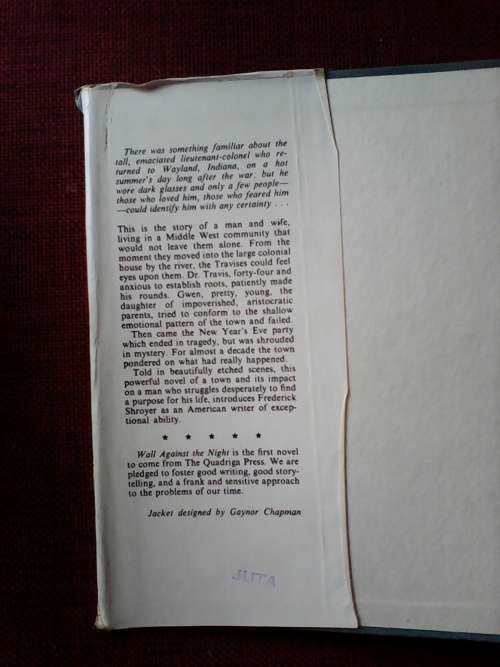 There was something familiar about the
tall, emaciated lieutenant-colonel who re-
turned to Wayland, Indiana, on a hot
summer's day long after the war, but he
wore dark glasses and only a few people—
those who loved him, those who feared him
—could identify him with any certainty . . .
This is the story of a man and wife,
living in a Middle West community that
would not leave them alone. From the
moment they moved into the large colonial
house by the river, the Travises could feel
eyes upon them. Dr. Travis, forty-four and
anxious to establish roots, patiently made
his rounds. Gwen, pretty, young, the
daughter of impoverished, aristocratic
parents, tried to conform to the shallow
emotional pattern of the town and failed.
Then came the New Year's Eve party
which ended in tragedy, but was shrouded
in mystery. For almost a decade the town
pondered on what had really happened.
Told in beautifully etched scenes, this
powerful novel of a town and its impact
on a man who struggles desperately to find
a purpose for his life, introduces Frederick
Shroyer as an American writer of excep-
tional ability.
★ ★ ★ ★ ★
Wall Against the Night is the first novel
to come from The Quadriga Press. We are
pledged to foster good writing, good story-
telling, and a frank and sensitive approach
to the problems of our time.
Jacket designed by Gaynor Chapman
JUTA